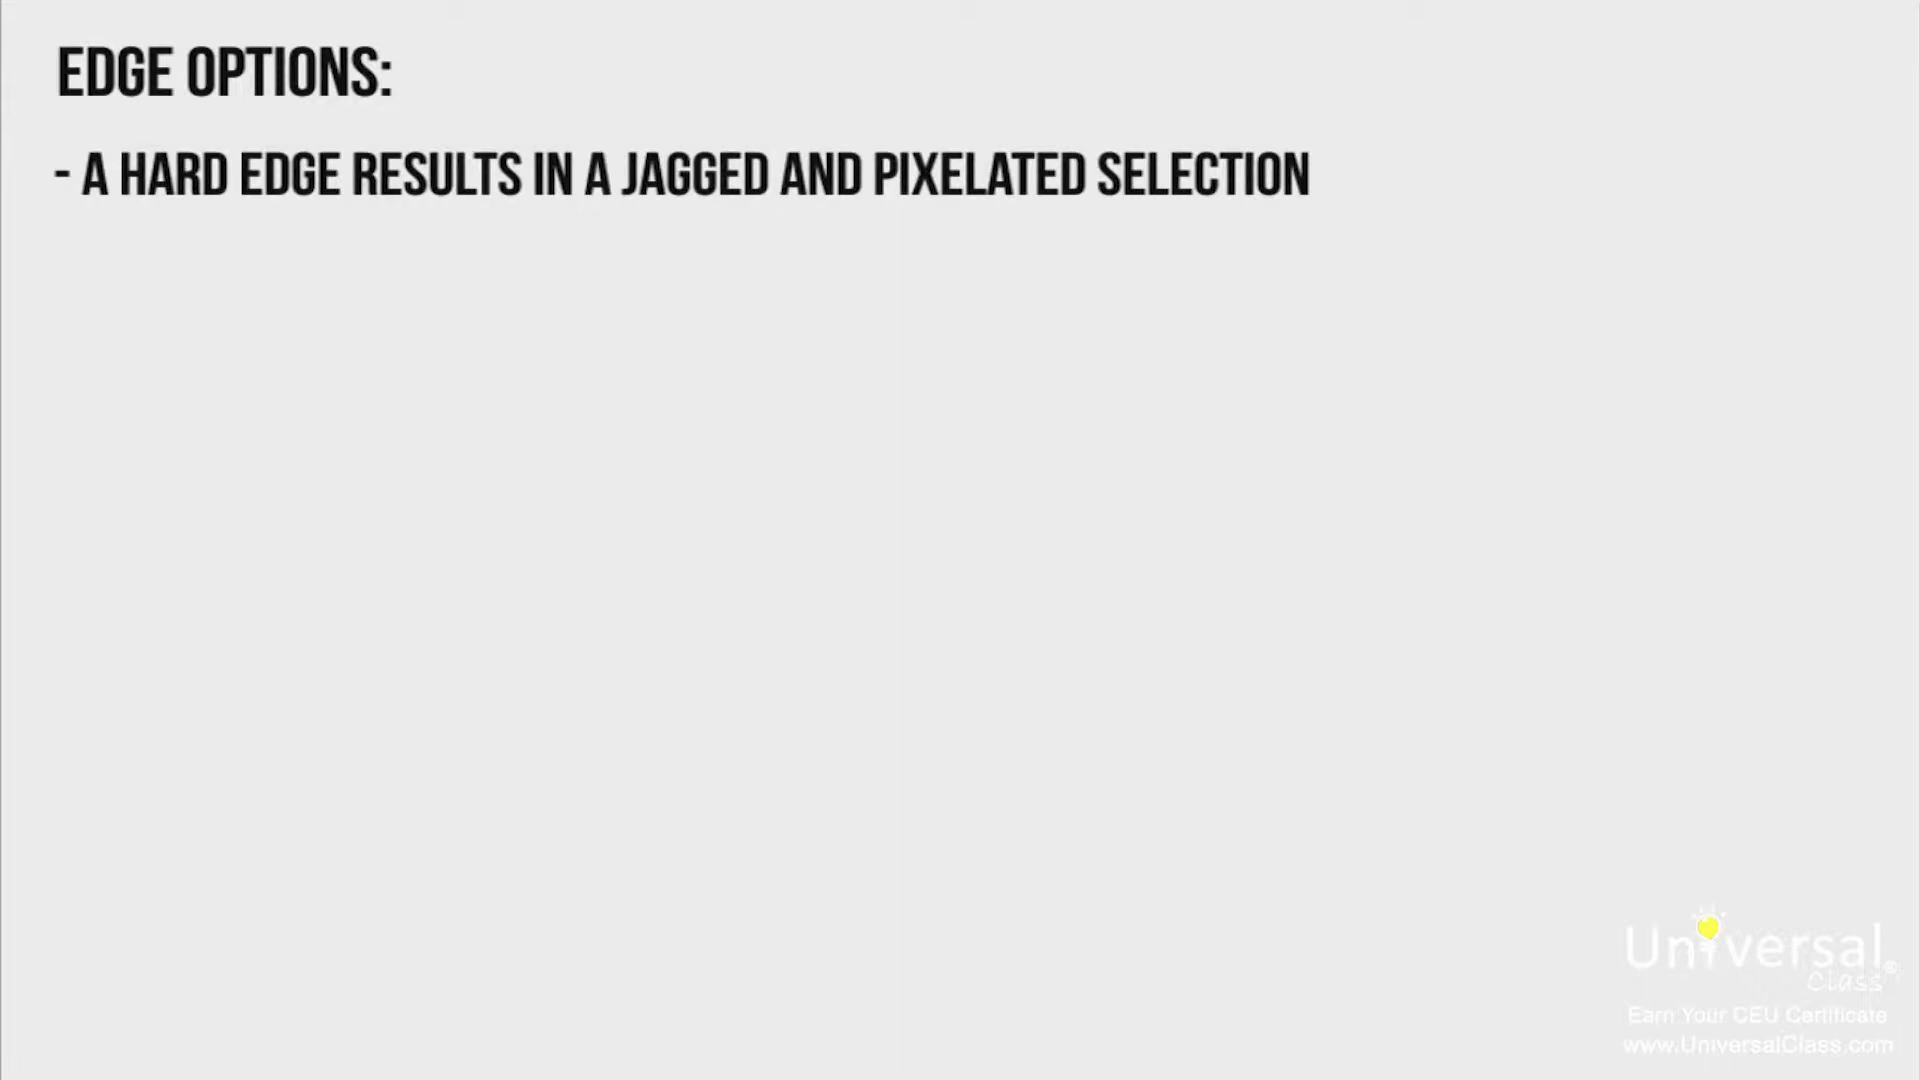 EDGE OPTIONS:
- A HARD EDGE RESULTS IN A JAGGED AND PIXELATED SELECTION
Universal
Class®
Earn Your CEU Certificate
www.UniversalClass.com